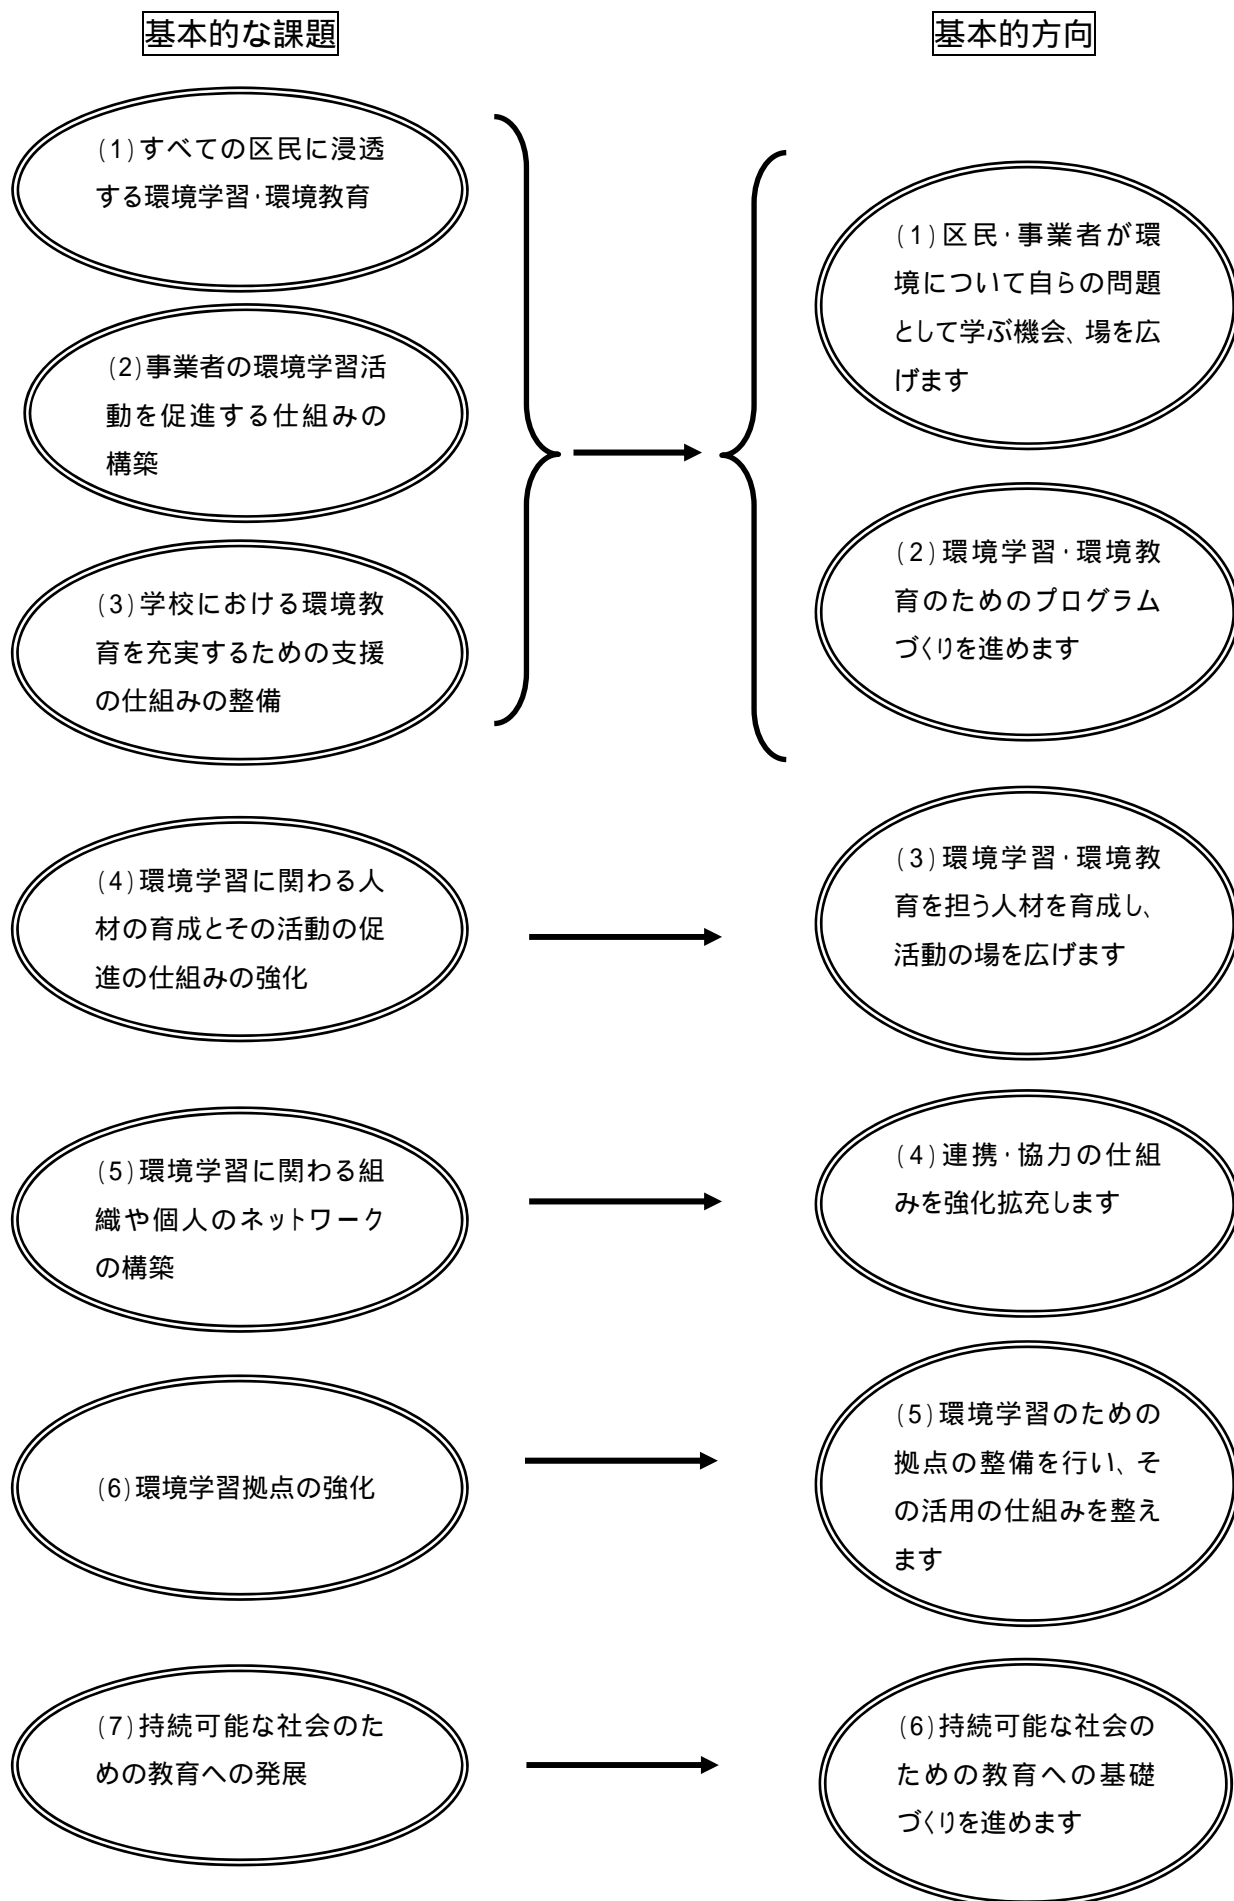 基本的な課題
基本的方向
(1)すべての区民に浸透
する環境学習･環境教育
(2)事業者の環境学習活
動を促進する仕組みの
構築
(3)学校における環境教
育を充実するための支援
の仕組みの整備
(1)区民･事業者が環
境について自らの問題
として学ぶ機会、場を広
げます
(2)環境学習･環境教
育のためのプログラム
づくりを進めます
(4)環境学習に関わる人
材の育成とその活動の促
進の仕組みの強化
(3)環境学習･環境教
育を担う人材を育成し、
活動の場を広げます
(5)環境学習に関わる組
織や個人のネットワーク
の構築
(4)連携･協力の仕組
みを強化拡充します
(6)環境学習拠点の強化
(5)環境学習のための
拠点の整備を行い、そ
の活用の仕組みを整え
ます
(7)持続可能な社会のた
めの教育への発展
(6)持続可能な社会の
ための教育への基礎
づくりを進めます